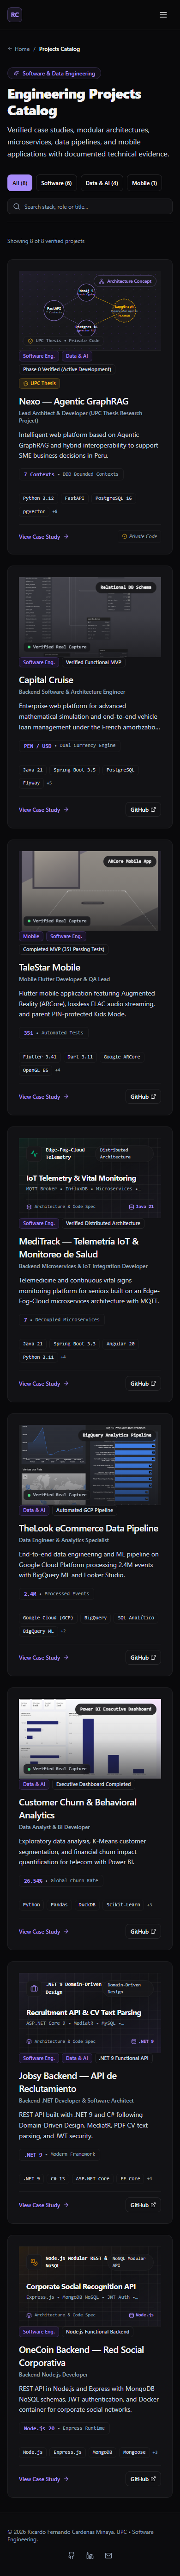 RC
← Home / Projects Catalog
Software & Data Engineering
Engineering Projects
Catalog
Verified case studies, modular architectures,
microservices, data pipelines, and mobile
applications with documented technical evidence.
All (8) Software (6) Data & AI (4) Mobile (1)
Search stack, role or title...
Showing 8 of 8 verified projects
Architecture Concept
FastAPI
LangGraph
UPC Thesis • Private Code
Software Eng. Data & AI
Phase 0 Verified (Active Development)
UPC Thesis
Nexo — Agentic GraphRAG
Lead Architect & Developer (UPC Thesis Research
Project)
Intelligent web platform based on Agentic
GraphRAG and hybrid interoperability to support
SME business decisions in Peru.
7 Contexts • DDD Bounded Contexts
Python 3.12 FastAPI PostgreSQL 16
pgvector +6
View Case Study → Private Code
Relational DB Schema
Verified Real Capture
Software Eng. Verified Functional MVP
Capital Cruise
Backend Software & Architecture Engineer
Enterprise web platform for advanced
mathematical simulation and end-to-end vehicle
loan management under the French amortizatio...
PEN / USD • Dual Currency Engine
Java 21 Spring Boot 3.5 PostgreSQL
Flyway +5
View Case Study → GitHub
ARCore Mobile App
Verified Real Capture
Mobile Software Eng.
Completed MVP (351 Passing Tests)
TaleStar Mobile
Mobile Flutter Developer & QA Lead
Flutter mobile application featuring Augmented
Reality (ARCore), lossless FLAC audio streaming,
and parent PIN-protected Kids Mode.
351 • Automated Tests
Flutter 3.41 Dart 3.11 Google ARCore
OpenGL ES +4
View Case Study → GitHub
Edge-Fog-Cloud
Telemetry
Distributed
Architecture
IoT Telemetry & Vital Monitoring
MQTT Broker • InfluxDB • Microservices •…
Architecture & Code Spec Java 21
Software Eng. Verified Distributed Architecture
MediTrack — Telemetría IoT &
Monitoreo de Salud
Backend Microservices & IoT Integration Developer
Telemedicine and continuous vital signs
monitoring platform for seniors built on an Edge-
Fog-Cloud microservices architecture with MQTT.
7 • Decoupled Microservices
Java 21 Spring Boot 3.3 Angular 20
Python 3.11 +4
View Case Study → GitHub
BigQuery Analytics Pipeline
Verified Real Capture
Data & AI Automated GCP Pipeline
TheLook eCommerce Data Pipeline
Data Engineer & Analytics Specialist
End-to-end data engineering and ML pipeline on
Google Cloud Platform processing 2.4M events
with BigQuery ML and Looker Studio.
2.4M • Processed Events
Google Cloud (GCP) BigQuery SQL Analítico
BigQuery ML +3
View Case Study → GitHub
Power BI Executive Dashboard
Verified Real Capture
Data & AI Executive Dashboard Completed
Customer Churn & Behavioral
Analytics
Data Analyst & BI Developer
Exploratory data analysis, K-Means customer
segmentation, and financial churn impact
quantification for telecom with Power BI.
26.54% • Global Churn Rate
Python Pandas DuckDB Scikit-Learn +3
View Case Study → GitHub
.NET 9 Domain-Driven
Design
Domain-Driven
Design
Recruitment API & CV Text Parsing
ASP.NET Core 9 • MediatR • MySQL •…
Architecture & Code Spec .NET 9
Software Eng. Data & AI .NET 9 Functional API
Jobsy Backend — API de
Reclutamiento
Backend .NET Developer & Software Architect
REST API built with .NET 9 and C# following
Domain-Driven Design, MediatR, PDF CV text
parsing, and JWT security.
.NET 9 • Modern Framework
.NET 9 C# 13 ASP.NET Core EF Core +4
View Case Study → GitHub
Node.js Modular REST &
NoSQL
NoSQL Modular
API
Corporate Social Recognition API
Express.js • MongoDB NoSQL • JWT Auth •…
Architecture & Code Spec Node.js
Software Eng. Node.js Functional Backend
OneCoin Backend — Red Social
Corporativa
Backend Node.js Developer
REST API in Node.js and Express with MongoDB
NoSQL schemas, JWT authentication, and Docker
container for corporate social networks.
Node.js 20 • Express Runtime
Node.js Express.js MongoDB Mongoose +3
View Case Study → GitHub
© 2026 Ricardo Fernando Cardenas Minaya. UPC • Software
Engineering.